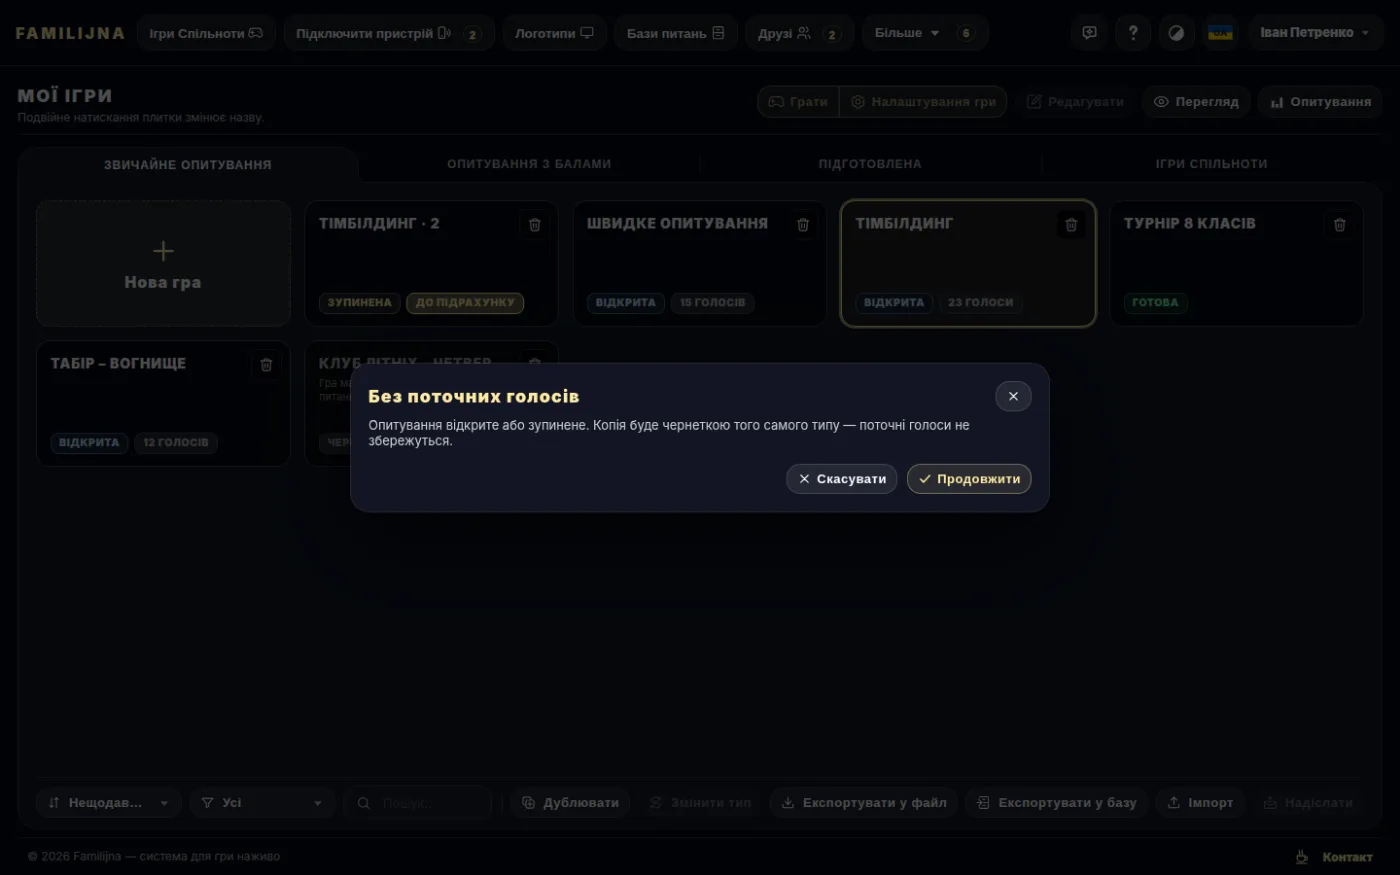 FAMILIJNA
Ігри Спільноти
Підключити пристрій 2
Логотипи
Бази питань
Друзі 2
Більше 6
?
Іван Петренко
МОЇ ІГРИ
Подвійне натискання плитки змінює назву.
Грати
Налаштування гри
Редагувати
Перегляд
Опитування
ЗВИЧАЙНЕ ОПИТУВАННЯ
ОПИТУВАННЯ З БАЛАМИ
ПІДГОТОВЛЕНА
ІГРИ СПІЛЬНОТИ
Нова гра
ТІМБІЛДИНГ · 2
ЗУПИНЕНА
ДО ПІДРАХУНКУ
ШВИДКЕ ОПИТУВАННЯ
ВІДКРИТА
15 ГОЛОСІВ
ТІМБІЛДИНГ
ВІДКРИТА
23 ГОЛОСИ
ТУРНІР 8 КЛАСІВ
ГОТОВА
ТАБІР – ВОГНИЩЕ
ВІДКРИТА
12 ГОЛОСІВ
Без поточних голосів
Опитування відкрите або зупинене. Копія буде чернеткою того самого типу — поточні голоси не
збережуться.
Скасувати
Продовжити
Нещодав...
Усі
Пошук...
Дублювати
Змінити тип
Експортувати у файл
Експортувати у базу
Імпорт
Надіслати
© 2026 Familijna — система для гри наживо
Контакт